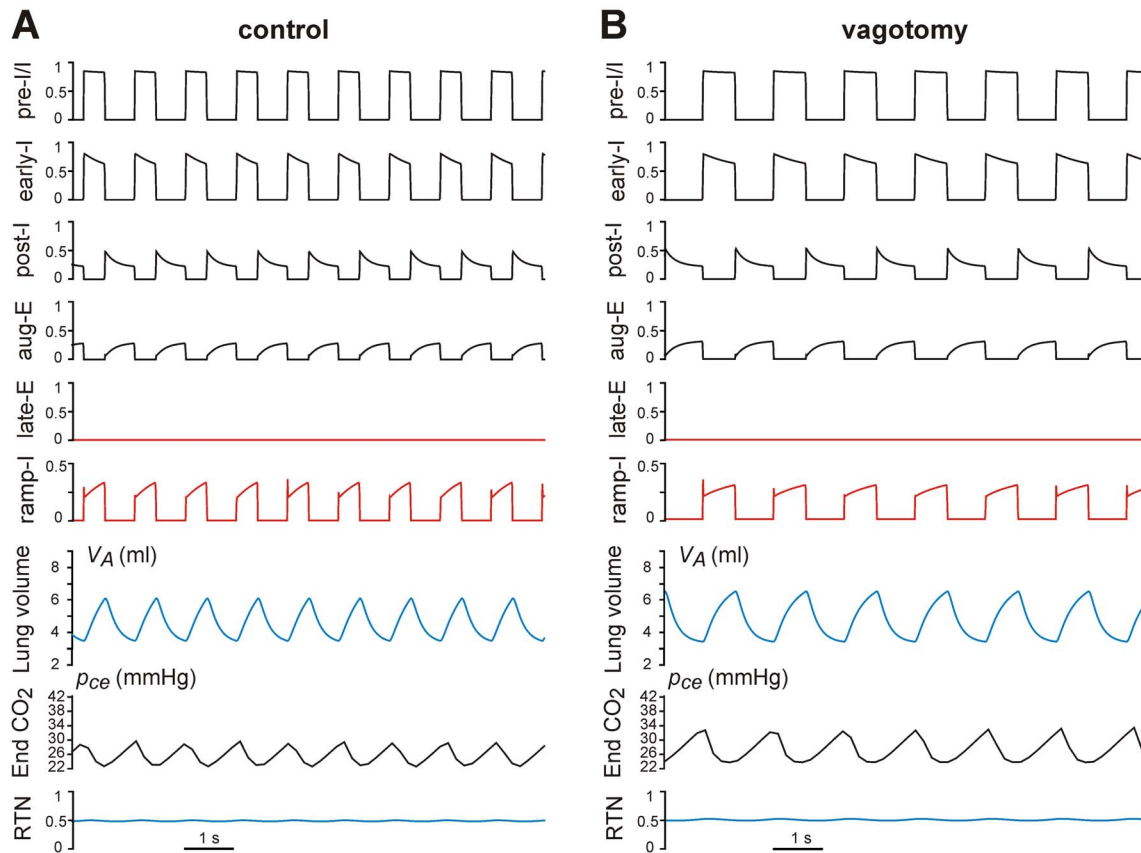 A control
pre-I/I 1 0.5 0
early-I 1 0.5 0
post-I 1 0.5 0
aug-E 1 0.5 0
late-E 1 0.5 0
ramp-I 0.5 0
Lung volume 8 6 4 2
V_A (ml)
End CO2 42 38 34 30 26 22
p_ce (mmHg)
RTN 1 0.5 0
1 s
B vagotomy
pre-I/I 1 0.5 0
early-I 1 0.5 0
post-I 1 0.5 0
aug-E 1 0.5 0
late-E 1 0.5 0
ramp-I 0.5 0
Lung volume 8 6 4 2
V_A (ml)
End CO2 42 38 34 30 26 22
p_ce (mmHg)
RTN 1 0.5 0
1 s